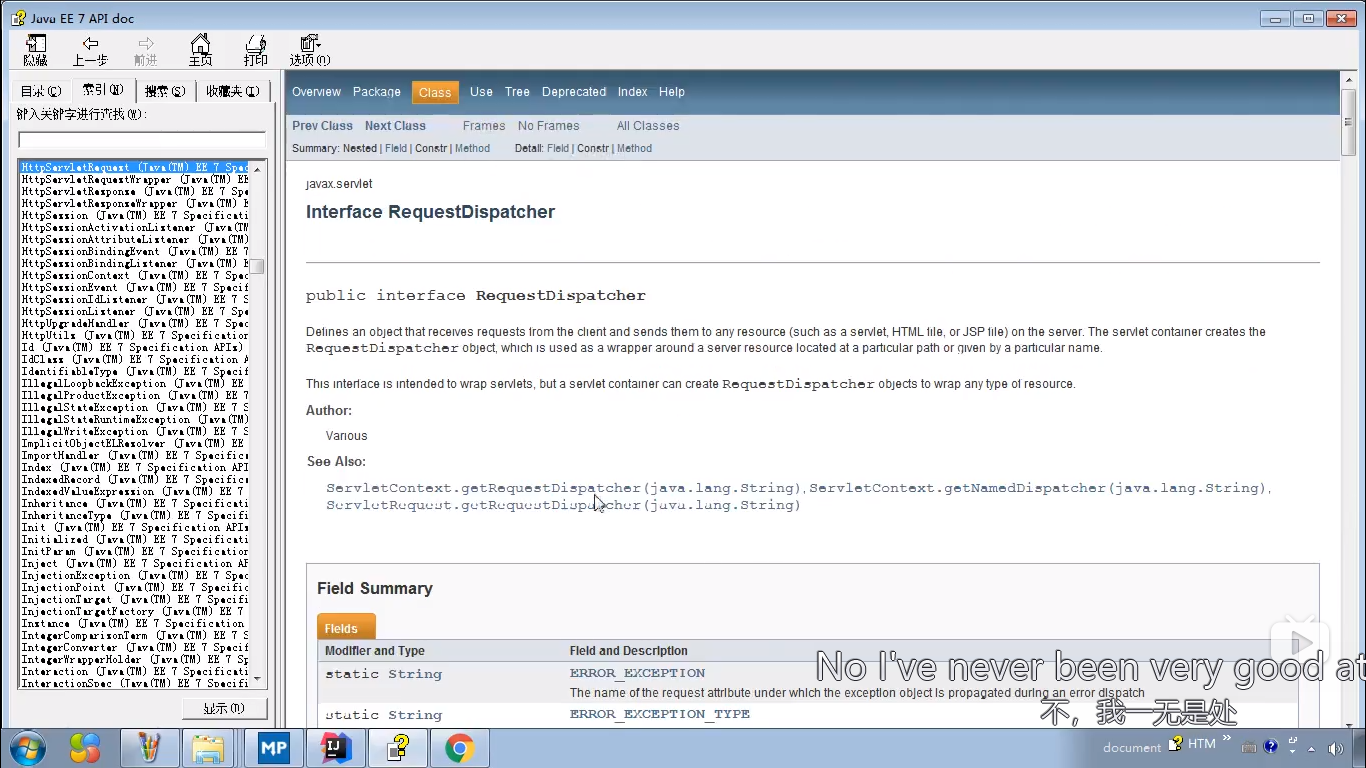 Java EE 7 API doc
隐藏 上一步 前进 主页 打印 选项(O)
目录(C) 索引(N) 搜索(S) 收藏夹(I)
键入关键字进行查找(W):
HttpServletRequest (Java(TM) EE 7 Spec
HttpServletRequestWrapper (Java(TM) EE
HttpServletResponse (Java(TM) EE 7 Sp
HttpServletResponseWrapper (Java(TM)
HttpSession (Java(TM) EE 7 Specificati
HttpSessionActivationListener (Java(TM
HttpSessionAttributeListener (Java(TM)
HttpSessionBindingEvent (Java(TM) EE 7
HttpSessionBindingListener (Java(TM) E
HttpSessionContext (Java(TM) EE 7 Spec
HttpSessionEvent (Java(TM) EE 7 Specif
HttpSessionIdListener (Java(TM) EE 7 S
HttpSessionListener (Java(TM) EE 7 Spe
HttpUpgradeHandler (Java(TM) EE 7 Spec
HttpUtils (Java(TM) EE 7 Specification
Id (Java(TM) EE 7 Specification APIs)
IdClass (Java(TM) EE 7 Specification A
IdentifiableType (Java(TM) EE 7 Specif
IllegalLoopbackException (Java(TM) EE
IllegalProductException (Java(TM) EE 7
IllegalStateException (Java(TM) EE 7 S
IllegalStateRuntimeException (Java(TM)
IllegalWriteException (Java(TM) EE 7 S
ImplicitObjectELResolver (Java(TM) EE
ImportHandler (Java(TM) EE 7 Specific
Index (Java(TM) EE 7 Specification API
IndexedRecord (Java(TM) EE 7 Specifica
IndexedValueExpression (Java(TM) EE 7
Inheritance (Java(TM) EE 7 Specificati
InheritanceType (Java(TM) EE 7 Specifi
Init (Java(TM) EE 7 Specification APIs
Initialized (Java(TM) EE 7 Specificati
InitParam (Java(TM) EE 7 Specification
Inject (Java(TM) EE 7 Specification AP
InjectionException (Java(TM) EE 7 Spec
InjectionPoint (Java(TM) EE 7 Specific
InjectionTarget (Java(TM) EE 7 Specifi
InjectionTargetFactory (Java(TM) EE 7
Instance (Java(TM) EE 7 Specification
IntegerComparisonTerm (Java(TM) EE 7 S
IntegerConverter (Java(TM) EE 7 Specif
IntegerWrapperHolder (Java(TM) EE 7 Sp
Interaction (Java(TM) EE 7 Specificati
InteractionSpec (Java(TM) EE 7 Specifi
显示(D)
Overview Package Class Use Tree Deprecated Index Help
Prev Class Next Class Frames No Frames All Classes
Summary: Nested | Field | Constr | Method Detail: Field | Constr | Method
javax.servlet
Interface RequestDispatcher
public interface RequestDispatcher
Defines an object that receives requests from the client and sends them to any resource (such as a servlet, HTML file, or JSP file) on the server. The servlet container creates the
RequestDispatcher object, which is used as a wrapper around a server resource located at a particular path or given by a particular name.
This interface is intended to wrap servlets, but a servlet container can create RequestDispatcher objects to wrap any type of resource.
Author:
Various
See Also:
ServletContext.getRequestDispatcher(java.lang.String), ServletContext.getNamedDispatcher(java.lang.String),
ServletRequest.getRequestDispatcher(java.lang.String)
Field Summary
Fields
Modifier and Type Field and Description
static String ERROR_EXCEPTION
The name of the request attribute under which the exception object is propagated during an error dispatch
static String ERROR_EXCEPTION_TYPE
No I've never been very good at
不，我一无是处
MP
document HTM